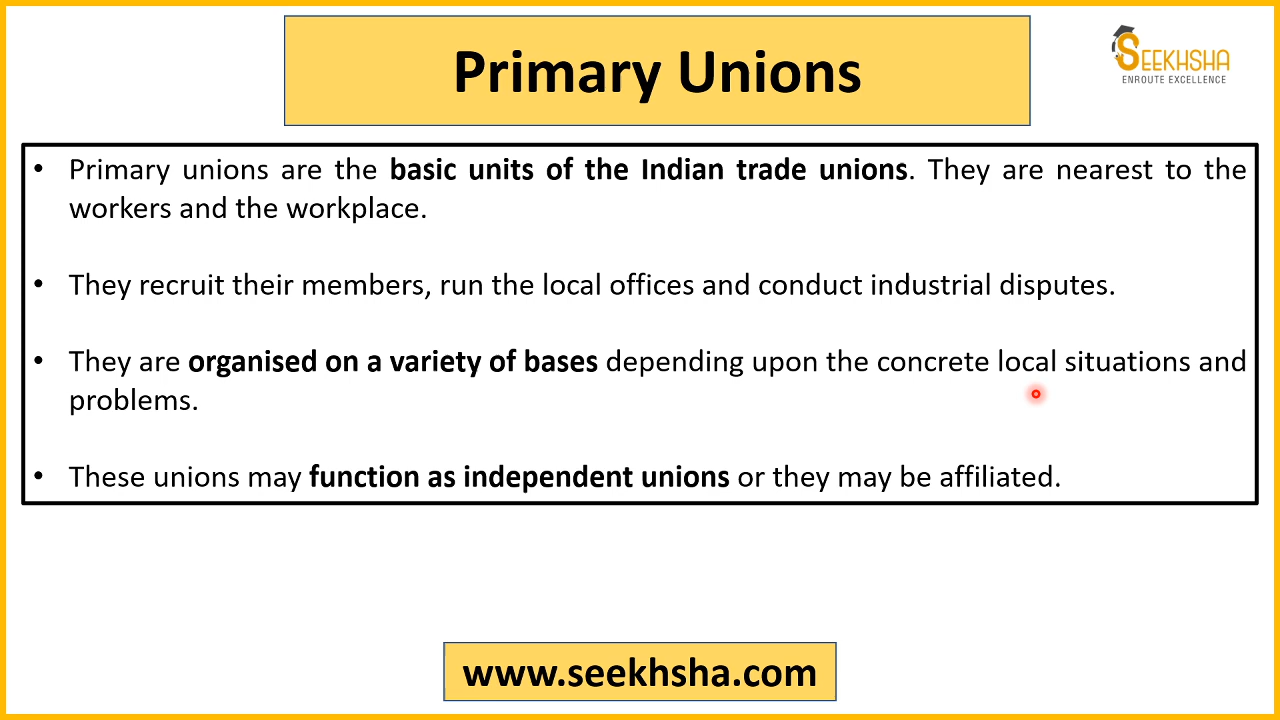 Primary Unions
SEEKHSHA
ENROUTE EXCELLENCE
• Primary unions are the basic units of the Indian trade unions. They are nearest to the
workers and the workplace.
• They recruit their members, run the local offices and conduct industrial disputes.
• They are organised on a variety of bases depending upon the concrete local situations and
problems.
• These unions may function as independent unions or they may be affiliated.
www.seekhsha.com